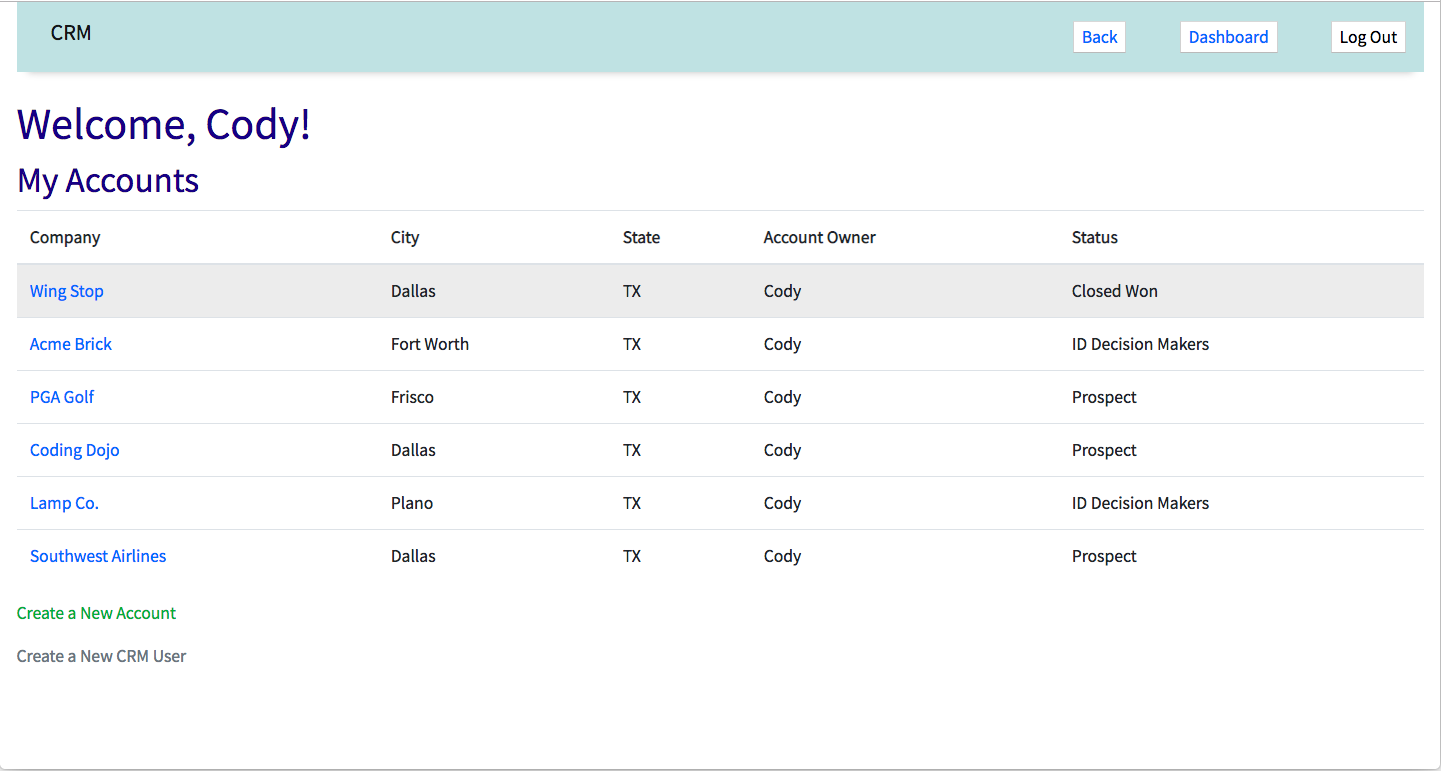 CRM Back Dashboard Log Out
Welcome, Cody!
My Accounts
Company City State Account Owner Status
Wing Stop Dallas TX Cody Closed Won
Acme Brick Fort Worth TX Cody ID Decision Makers
PGA Golf Frisco TX Cody Prospect
Coding Dojo Dallas TX Cody Prospect
Lamp Co. Plano TX Cody ID Decision Makers
Southwest Airlines Dallas TX Cody Prospect
Create a New Account
Create a New CRM User